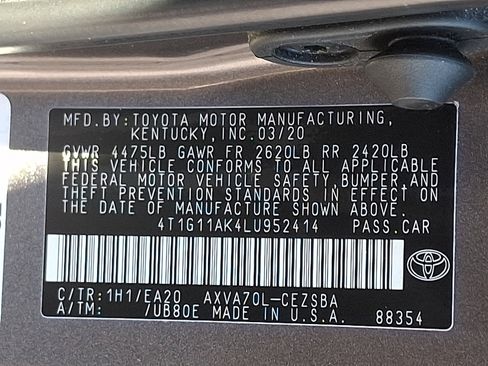 MFD.BY:TOYOTA MOTOR MANUFACTURING,
KENTUCKY,INC.03/20
GVWR 4475LB GAWR FR 2620LB RR 2420LB
THIS VEHICLE CONFORMS TO ALL APPLICABLE
FEDERAL MOTOR VEHICLE SAFETY,BUMPER AND
THEFT PREVENTION STANDARDS IN EFFECT ON
THE DATE OF MANUFACTURE SHOWN ABOVE.
4T1G11AK4LU952414 PASS.CAR
C/TR:1H1/EA20 AXVA70L-CEZSBA
A/TM: /UB80E MADE IN U.S.A.
88354